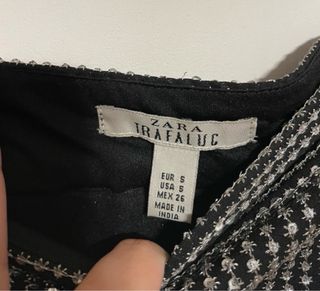 ZARA
TRAFALUC
EUR S
USA S
MEX 26
MADE IN
INDIA